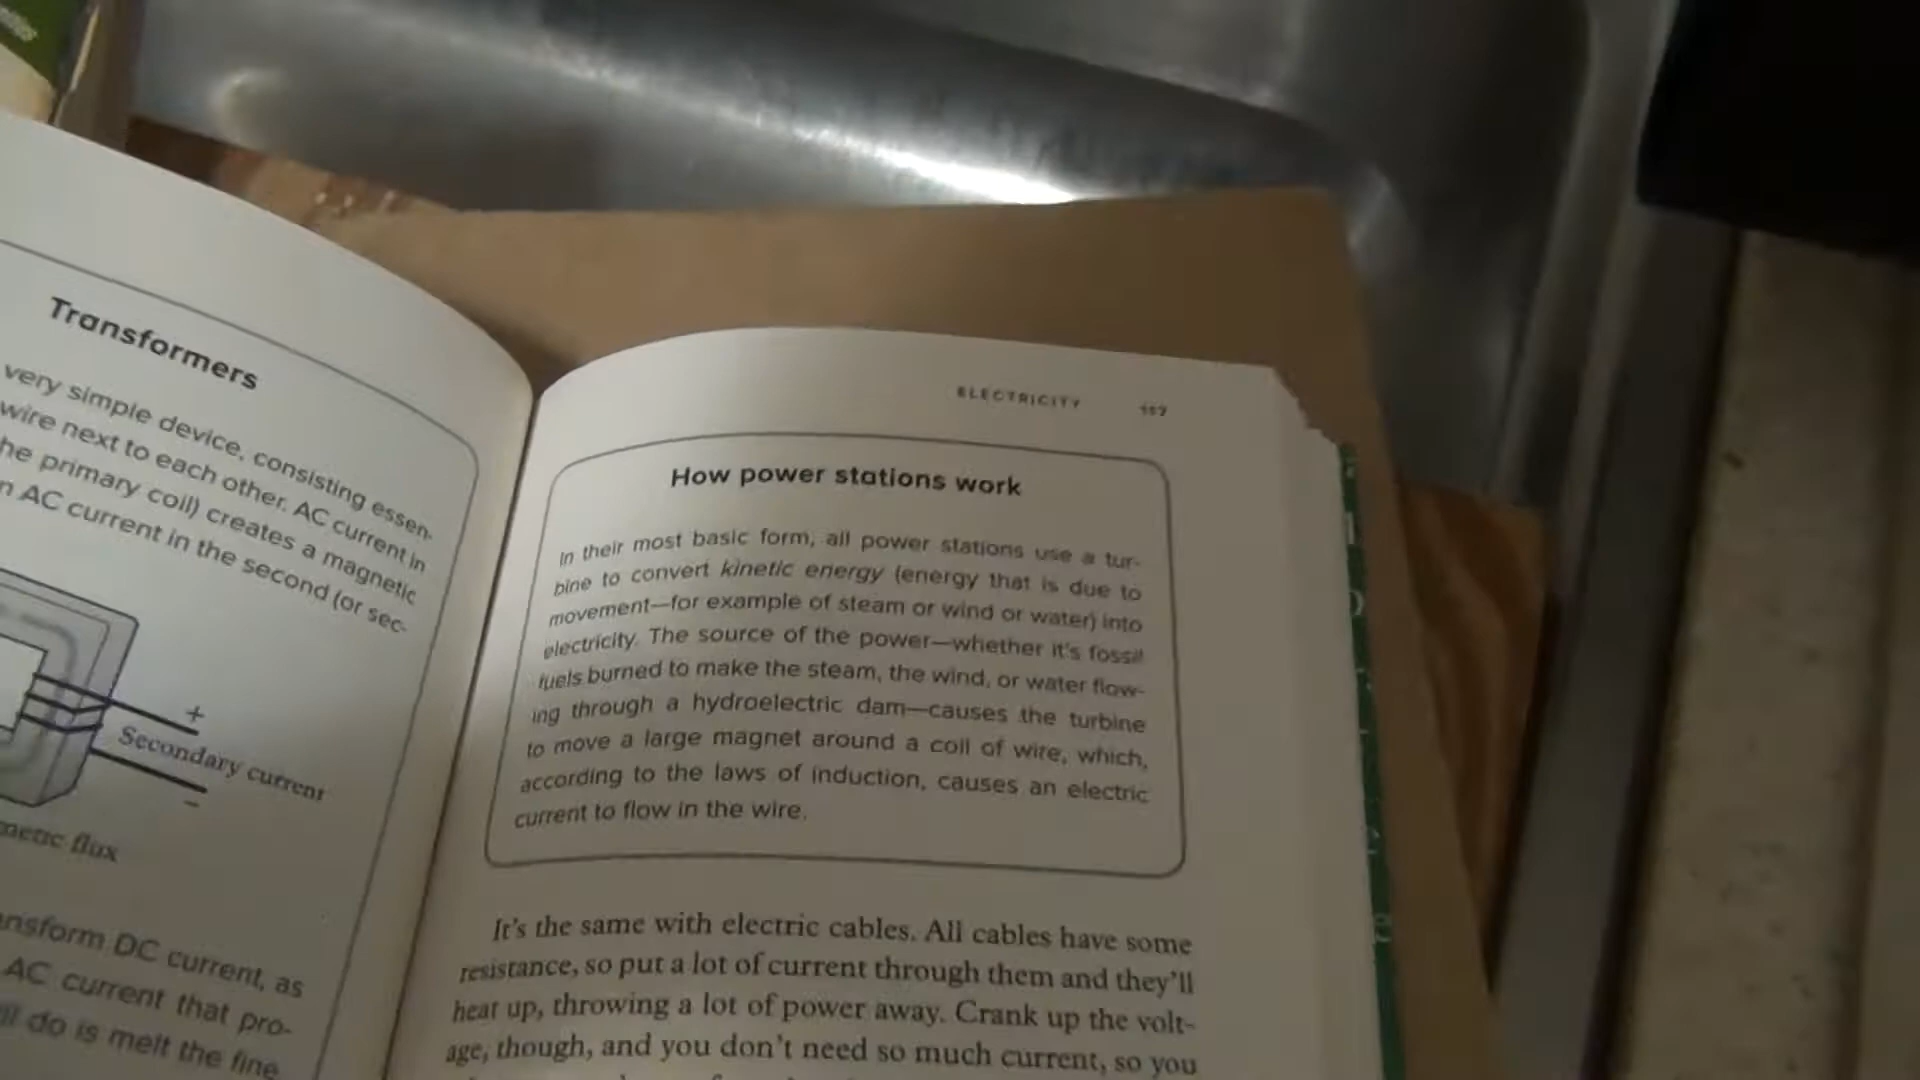 Transformers
very simple device, consisting essen-
wire next to each other. AC current in
he primary coil) creates a magnetic
n AC current in the second (or sec-
+
Secondary current
–
netic flux
ansform DC current, as
AC current that pro-
ll do is melt the fine
ELECTRICITY 157
How power stations work
In their most basic form, all power stations use a tur-
bine to convert kinetic energy (energy that is due to
movement—for example of steam or wind or water) into
electricity. The source of the power—whether it's fossil
fuels burned to make the steam, the wind, or water flow-
ing through a hydroelectric dam—causes the turbine
to move a large magnet around a coil of wire, which,
according to the laws of induction, causes an electric
current to flow in the wire.
It's the same with electric cables. All cables have some
resistance, so put a lot of current through them and they'll
heat up, throwing a lot of power away. Crank up the volt-
age, though, and you don't need so much current, so you